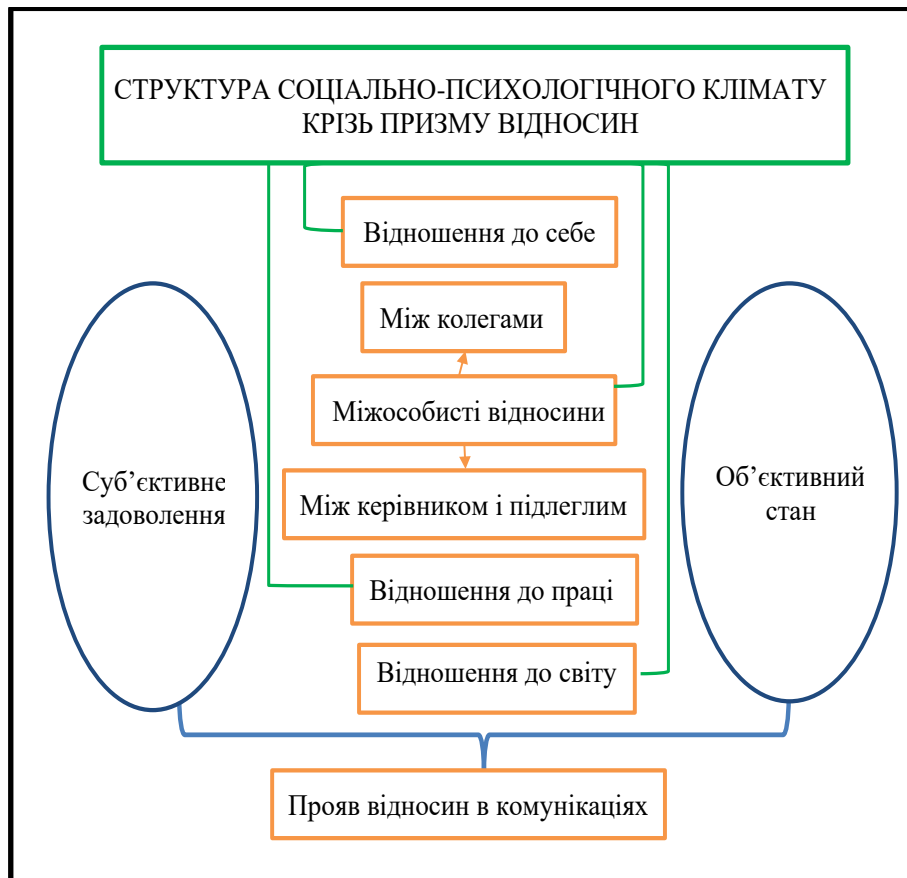 СТРУКТУРА СОЦІАЛЬНО-ПСИХОЛОГІЧНОГО КЛІМАТУ
КРІЗЬ ПРИЗМУ ВІДНОСИН
Відношення до себе
Між колегами
Міжособисті відносини
Суб’єктивне
задоволення
Об’єктивний
стан
Між керівником і підлеглим
Відношення до праці
Відношення до світу
Прояв відносин в комунікаціях